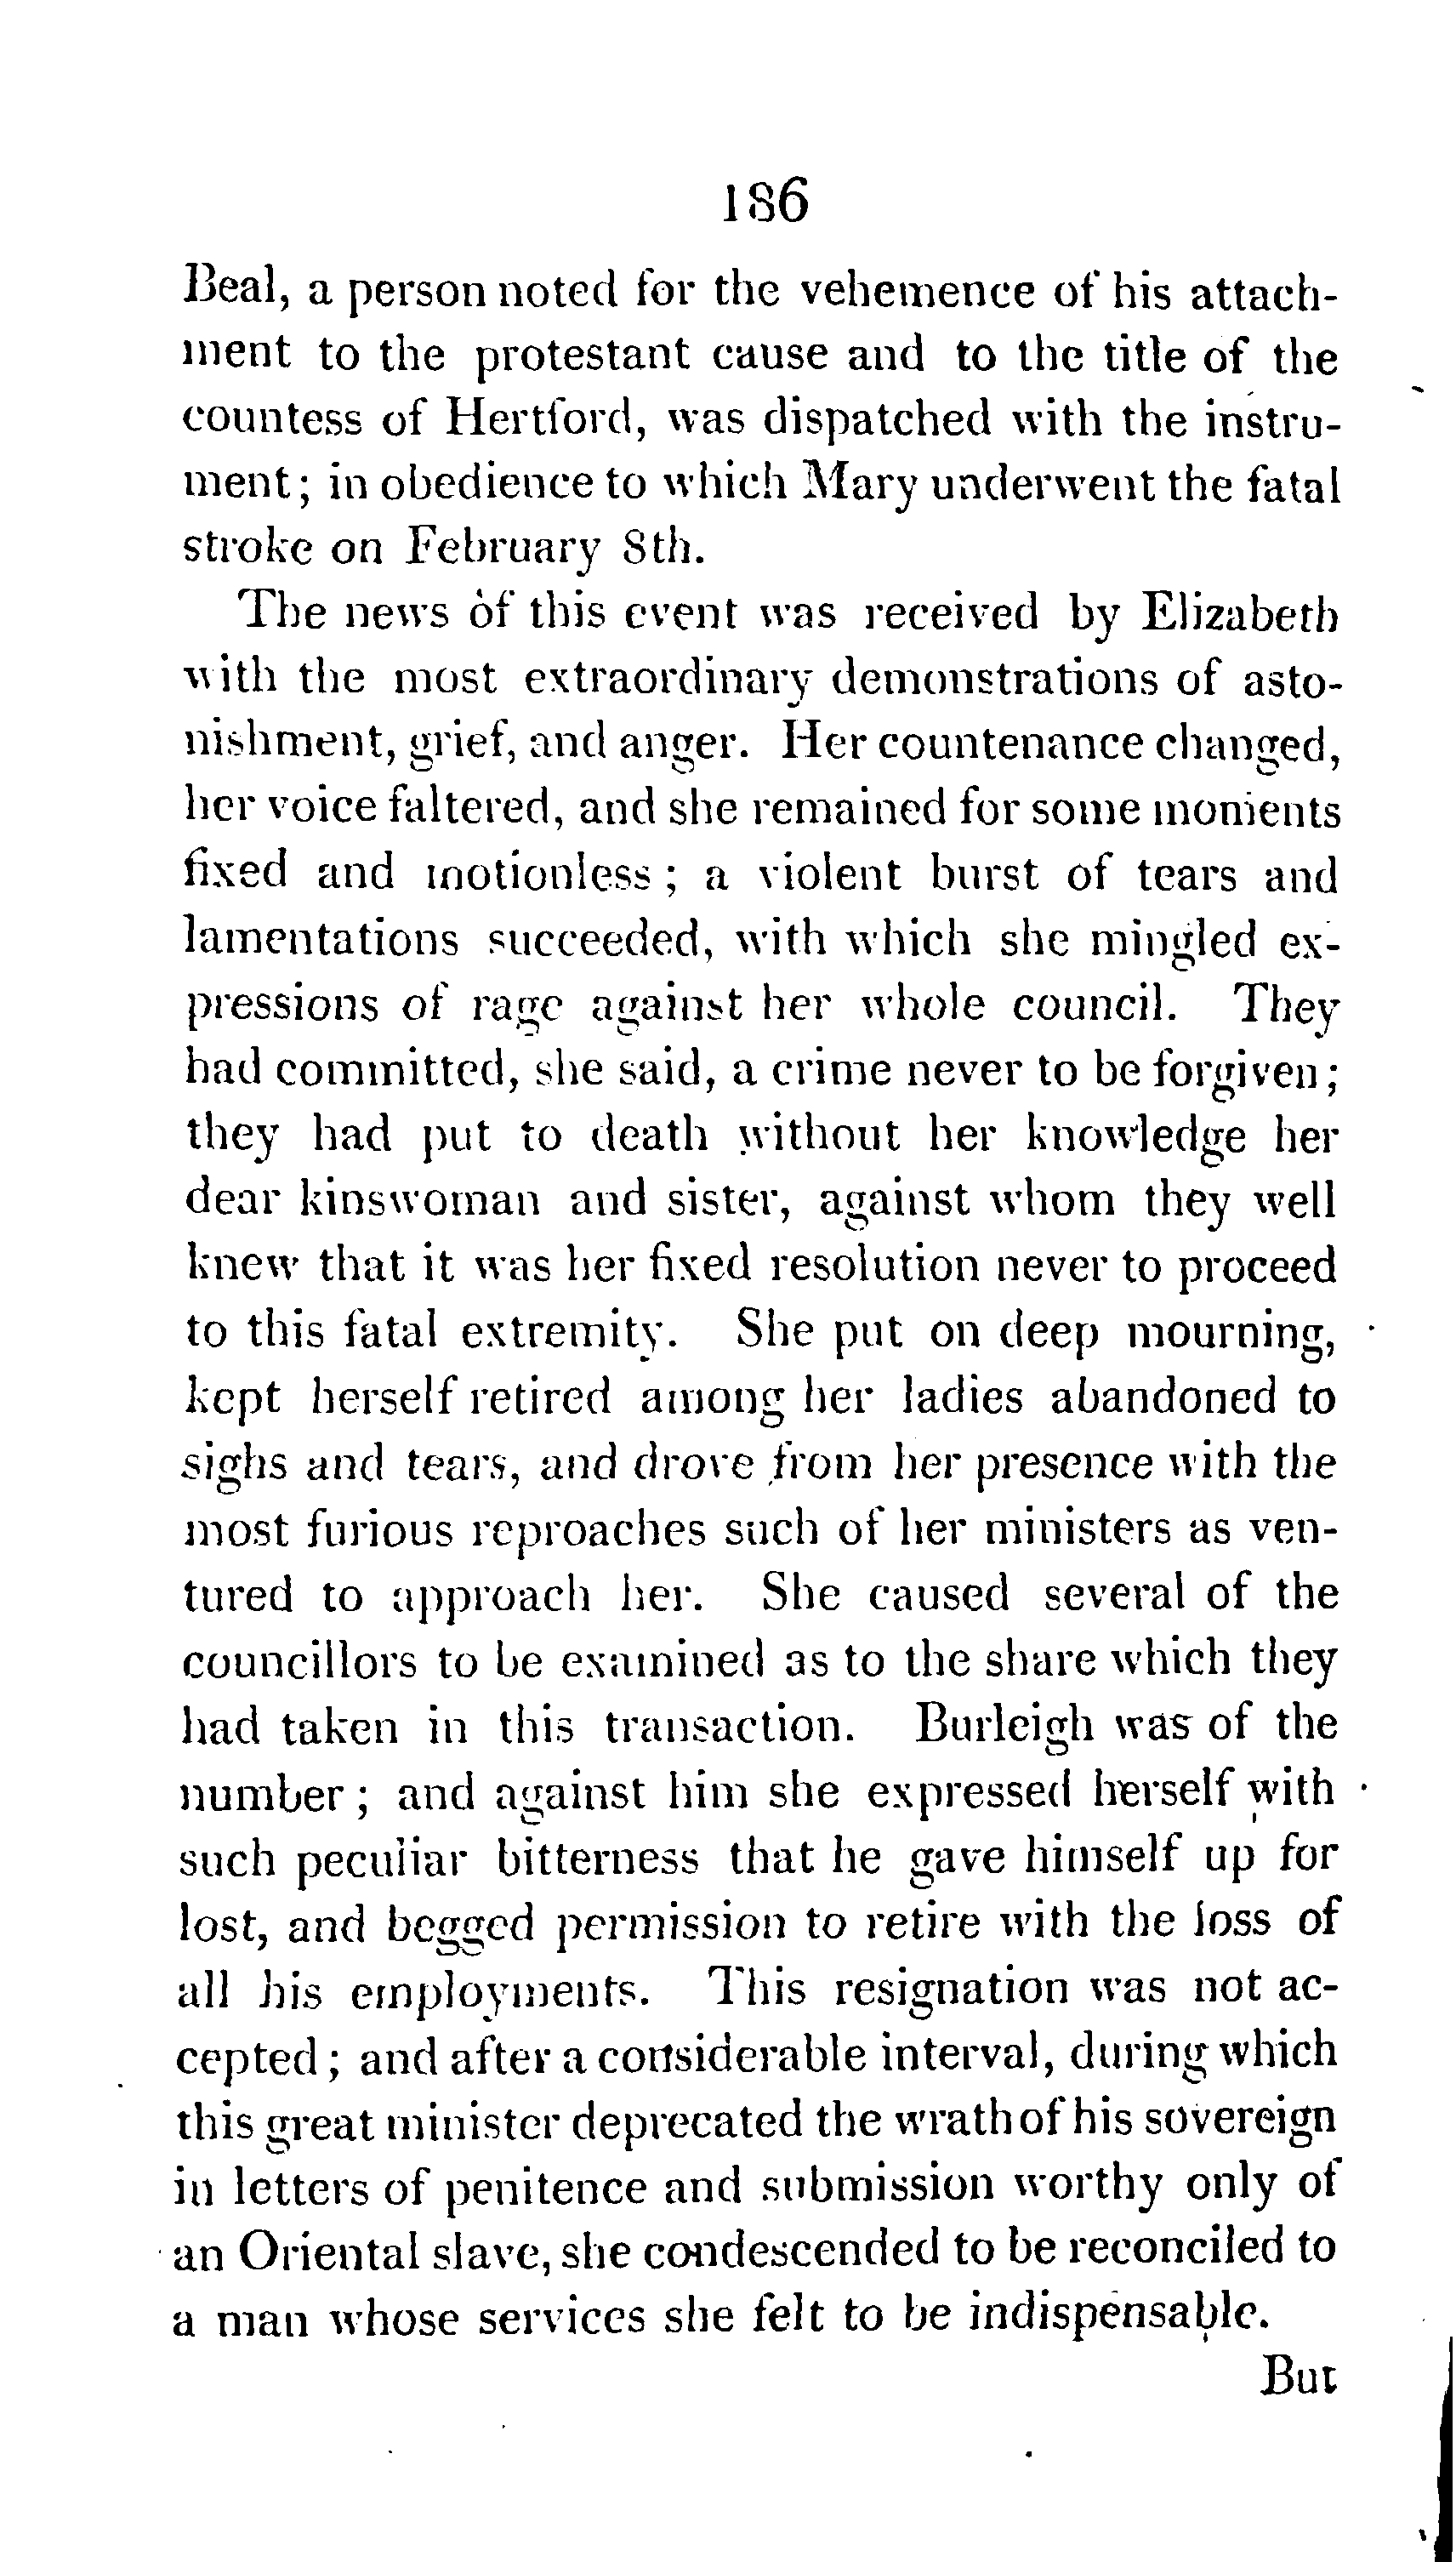 186
Beal, a person noted for the vehemence of his attach-
ment to the protestant cause and to the title of the
countess of Hertford, was dispatched with the instru-
ment; in obedience to which Mary underwent the fatal
stroke on February 8th.
The news of this event was received by Elizabeth
with the most extraordinary demonstrations of asto-
nishment, grief, and anger. Her countenance changed,
her voice faltered, and she remained for some moments
fixed and motionless; a violent burst of tears and
lamentations succeeded, with which she mingled ex-
pressions of rage against her whole council. They
had committed, she said, a crime never to be forgiven;
they had put to death without her knowledge her
dear kinswoman and sister, against whom they well
knew that it was her fixed resolution never to proceed
to this fatal extremity. She put on deep mourning,
kept herself retired among her ladies abandoned to
sighs and tears, and drove from her presence with the
most furious reproaches such of her ministers as ven-
tured to approach her. She caused several of the
councillors to be examined as to the share which they
had taken in this transaction. Burleigh was of the
number; and against him she expressed herself with
such peculiar bitterness that he gave himself up for
lost, and begged permission to retire with the loss of
all his employments. This resignation was not ac-
cepted; and after a considerable interval, during which
this great minister deprecated the wrath of his sovereign
in letters of penitence and submission worthy only of
an Oriental slave, she condescended to be reconciled to
a man whose services she felt to be indispensable.
But